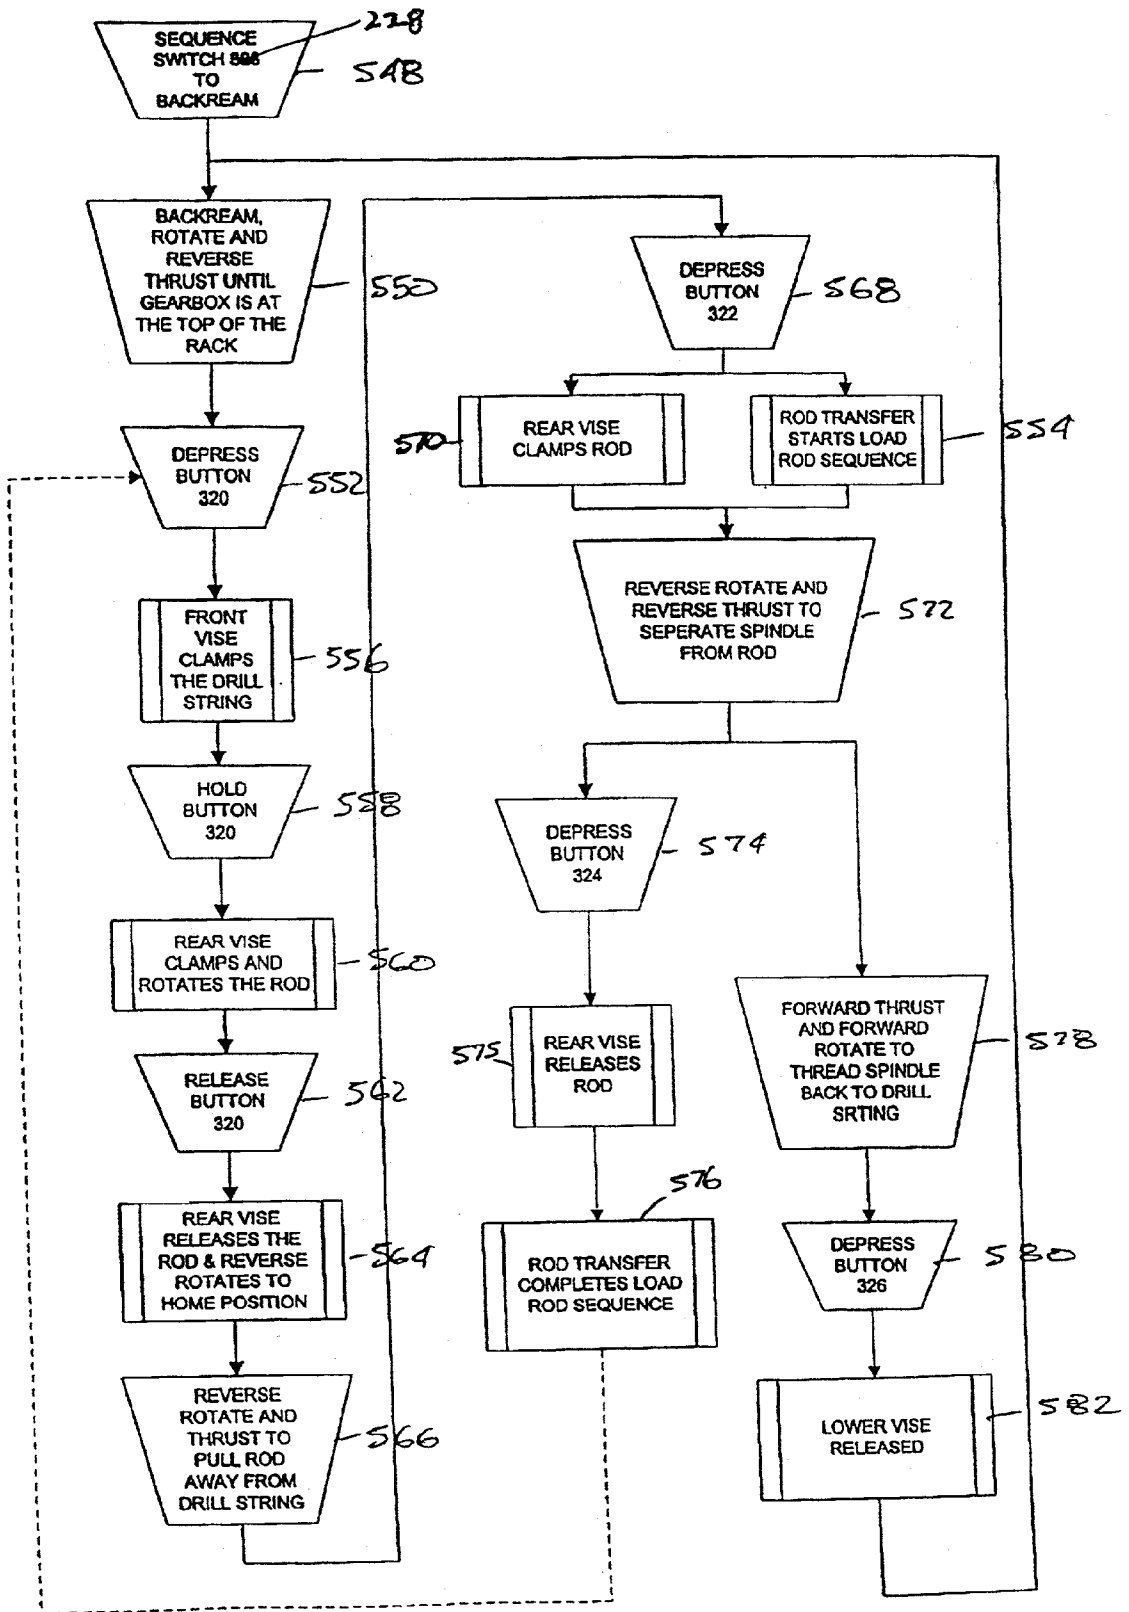 SEQUENCE
SWITCH 598
TO
BACKREAM
228
548
BACKREAM,
ROTATE AND
REVERSE
THRUST UNTIL
GEARBOX IS AT
THE TOP OF THE
RACK
550
DEPRESS
BUTTON
320
552
FRONT
VISE
CLAMPS
THE DRILL
STRING
556
HOLD
BUTTON
320
558
REAR VISE
CLAMPS AND
ROTATES THE ROD
560
RELEASE
BUTTON
320
562
REAR VISE
RELEASES THE
ROD & REVERSE
ROTATES TO
HOME POSITION
564
REVERSE
ROTATE AND
THRUST TO
PULL ROD
AWAY FROM
DRILL STRING
566
DEPRESS
BUTTON
322
568
REAR VISE
CLAMPS ROD
570
ROD TRANSFER
STARTS LOAD
ROD SEQUENCE
554
REVERSE ROTATE AND
REVERSE THRUST TO
SEPERATE SPINDLE
FROM ROD
572
DEPRESS
BUTTON
324
574
REAR VISE
RELEASES
ROD
575
ROD TRANSFER
COMPLETES LOAD
ROD SEQUENCE
576
FORWARD THRUST
AND FORWARD
ROTATE TO
THREAD SPINDLE
BACK TO DRILL
SRTING
578
DEPRESS
BUTTON
326
580
LOWER VISE
RELEASED
582